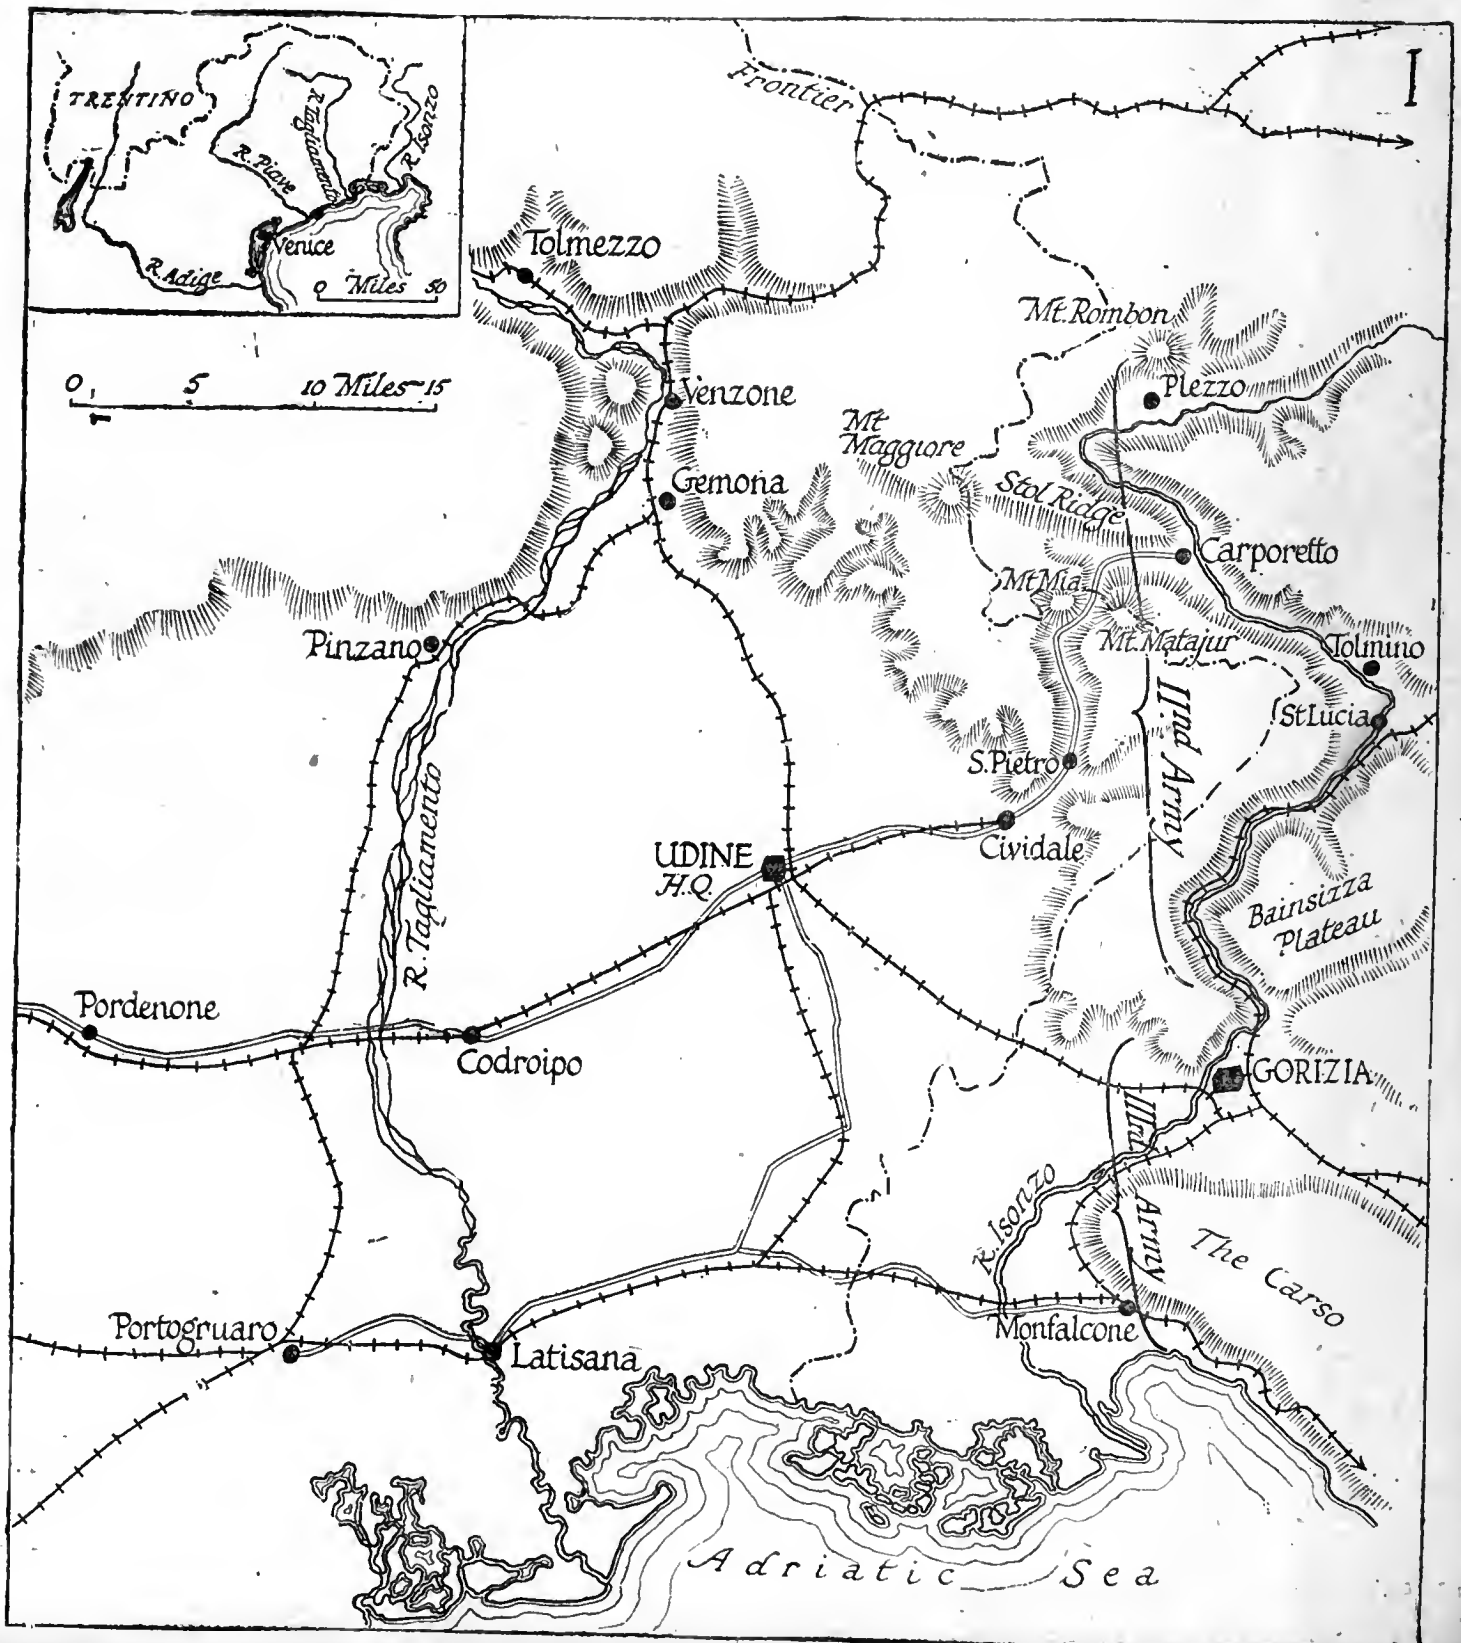 I
Frontier
TRENTINO
R. Tagliamento
R. Isonzo
R. Piave
Venice
R. Adige
0 Miles 50
Tolmezzo
0 5 10 Miles 15
Mt. Rombon
Venzone
Plezzo
Mt
Maggiore
Gemona
Stol Ridge
Carporetto
Mt Mia
Pinzano
Mt. Matajur
Tolmino
IInd Army
St Lucia
S. Pietro
R. Tagliamento
UDINE
H.Q.
Cividale
Bainsizza
Plateau
Pordenone
Codroipo
GORIZIA
IIIrd Army
R. Isonzo
The Carso
Portogruaro
Latisana
Monfalcone
Adriatic Sea